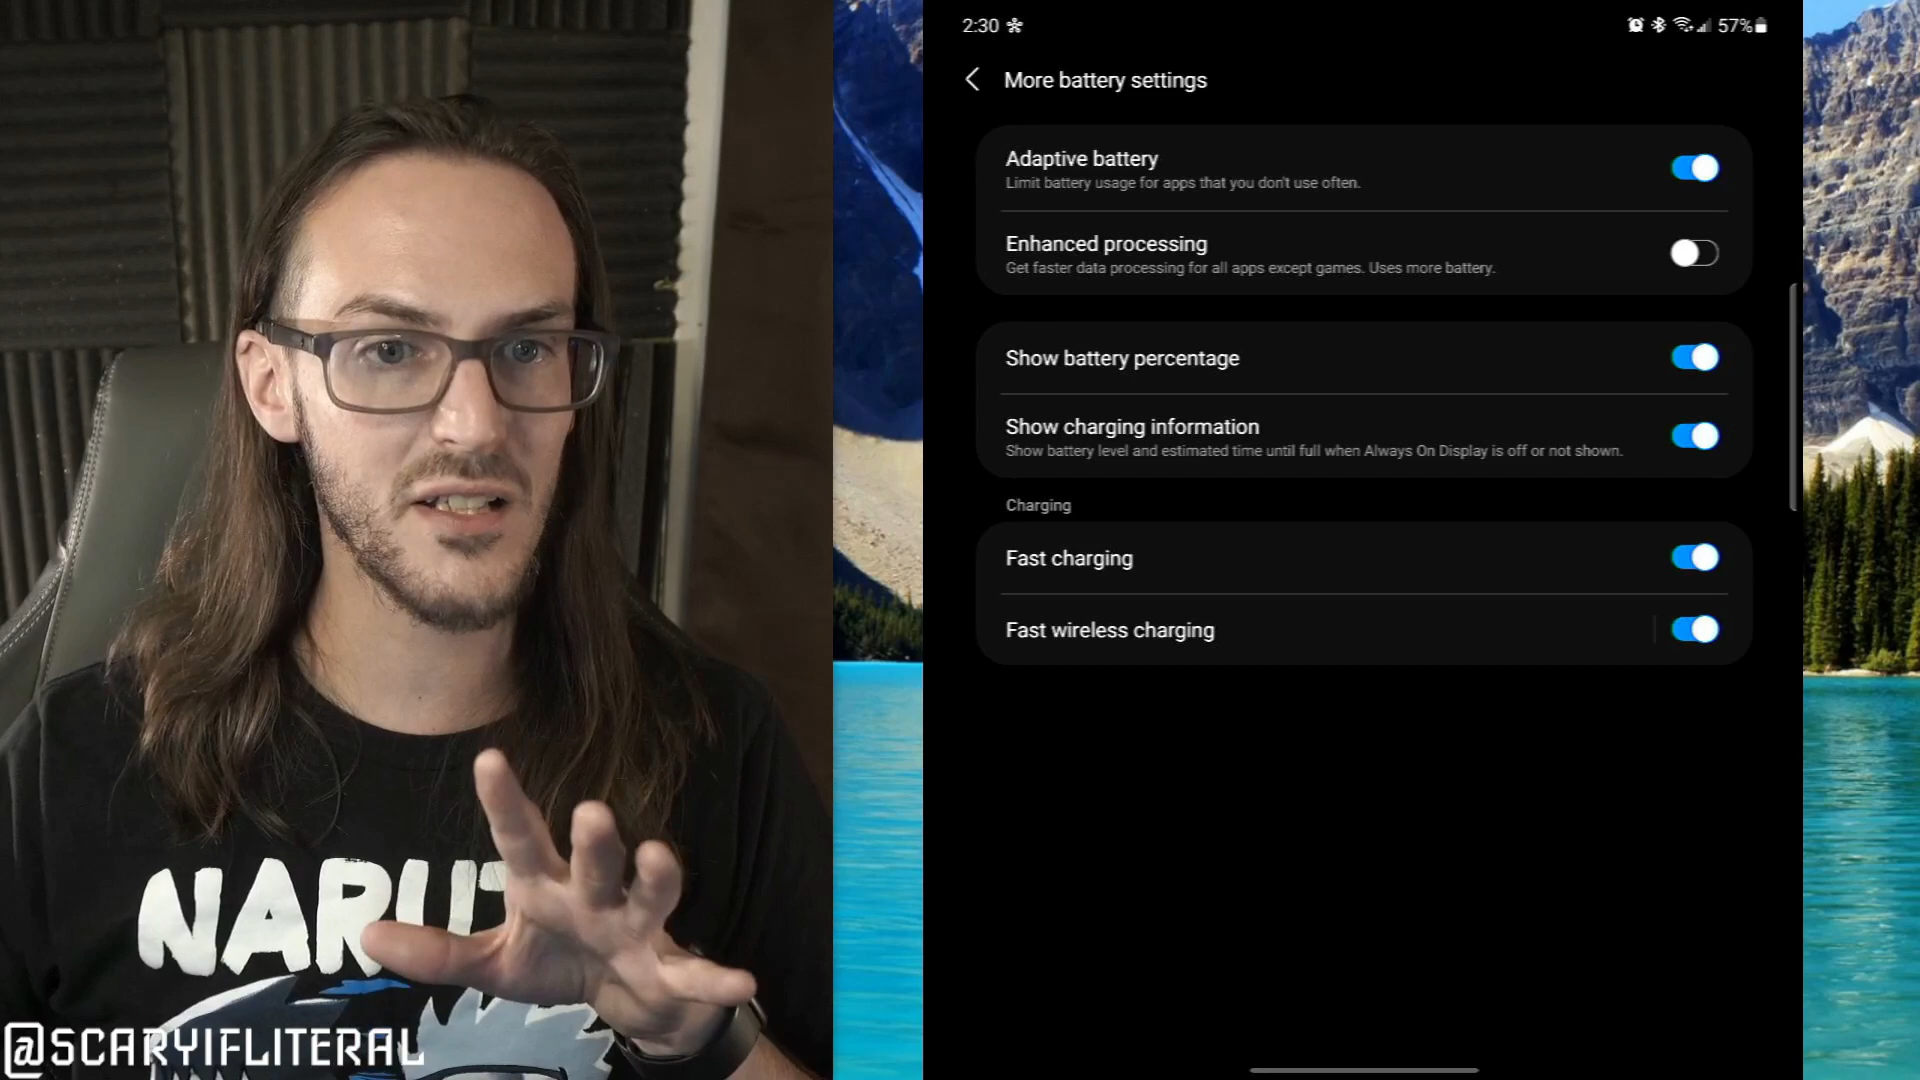 2:30
57%
More battery settings
Adaptive battery
Limit battery usage for apps that you don't use often.
Enhanced processing
Get faster data processing for all apps except games. Uses more battery.
Show battery percentage
Show charging information
Show battery level and estimated time until full when Always On Display is off or not shown.
Charging
Fast charging
Fast wireless charging
NARUT
@SCARYIFLITERAL